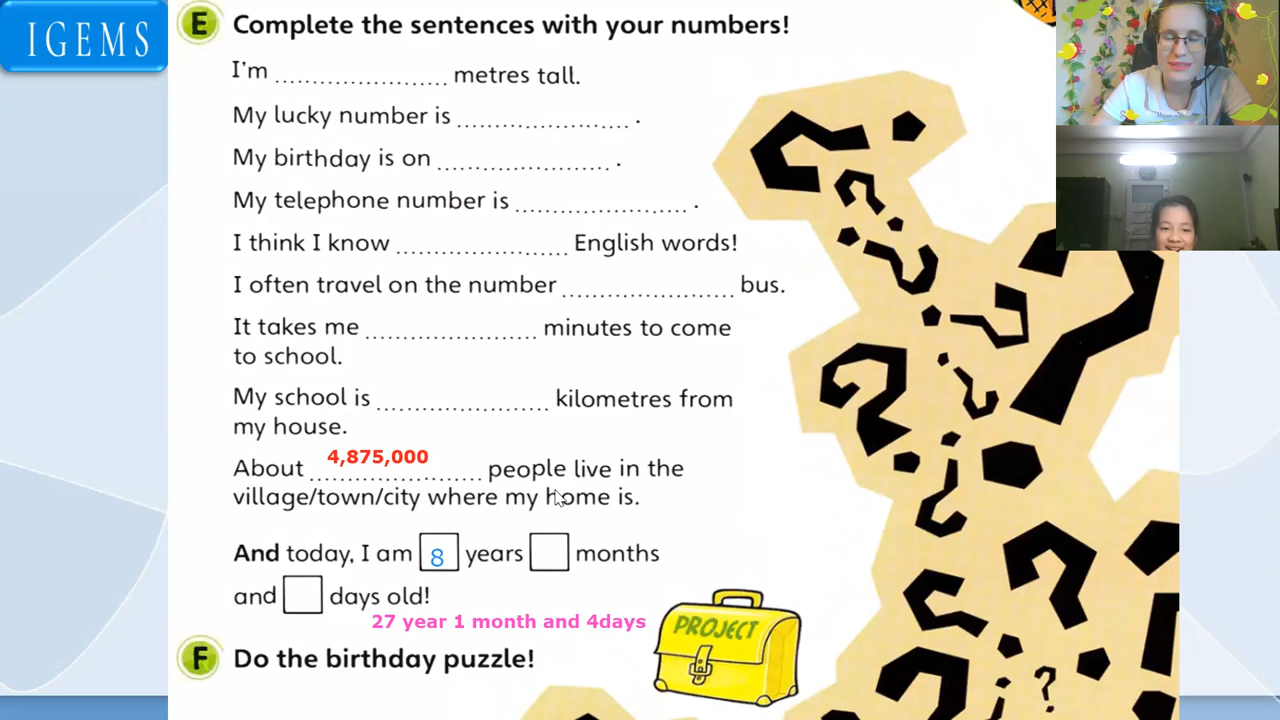 IGEMS
E Complete the sentences with your numbers!
I'm ........................ metres tall.
My lucky number is ........................ .
My birthday is on ........................ .
My telephone number is ........................ .
I think I know ........................ English words!
I often travel on the number ........................ bus.
It takes me ........................ minutes to come
to school.
My school is ........................ kilometres from
my house.
4,875,000
About ........................ people live in the
village/town/city where my home is.
And today, I am 8 years months
and days old!
27 year 1 month and 4days
PROJECT
F Do the birthday puzzle!